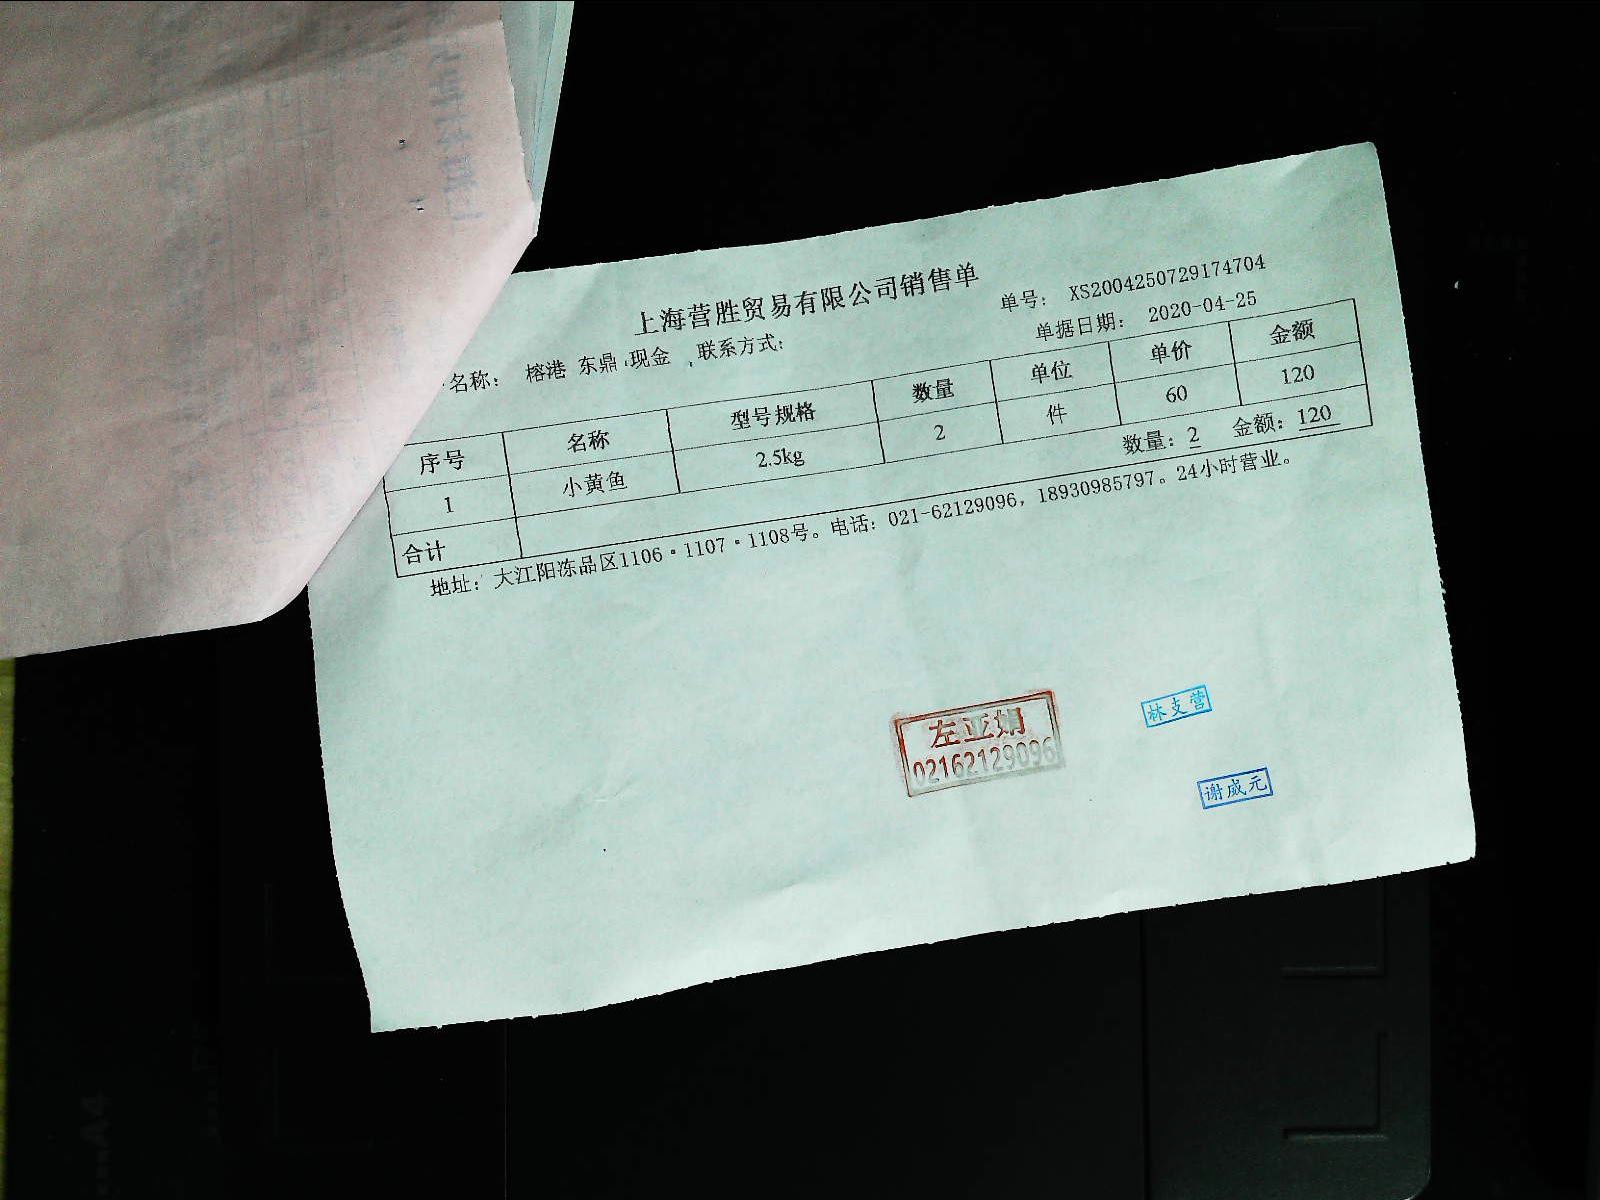 上海营胜贸易有限公司销售单
单号: XS2004250729174704
名称: 榕港 东鼎 现金 , 联系方式:
单据日期: 2020-04-25
序号 名称 型号规格 数量 单位 单价 金额
1 小黄鱼 2.5kg 2 件 60 120
合计 数量: 2 金额: 120
地址: 大江阳冻品区1106·1107·1108号。电话: 021-62129096, 18930985797。24小时营业。
左亚娟
02162129096
林支营
谢威元